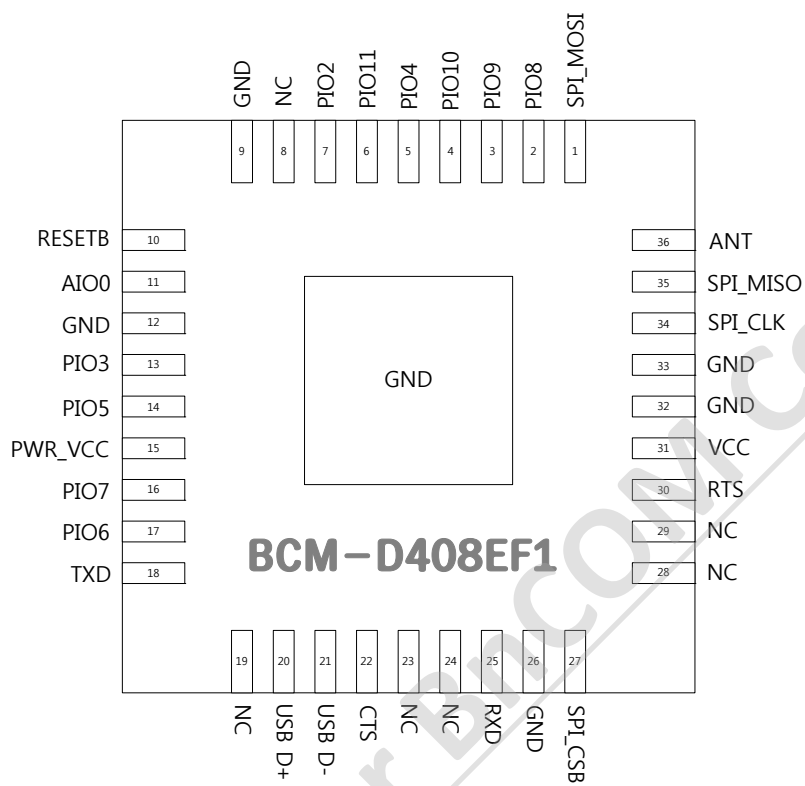 GND
NC
PIO2
PIO11
PIO4
PIO10
PIO9
PIO8
SPI_MOSI
9
8
7
6
5
4
3
2
1
RESETB 10
AIO0 11
GND 12
PIO3 13
PIO5 14
PWR_VCC 15
PIO7 16
PIO6 17
TXD 18
36 ANT
35 SPI_MISO
34 SPI_CLK
33 GND
32 GND
31 VCC
30 RTS
29 NC
28 NC
GND
BCM-D408EF1
19
20
21
22
23
24
25
26
27
NC
USB D+
USB D-
CTS
NC
NC
RXD
GND
SPI_CSB
r BnCOM Co